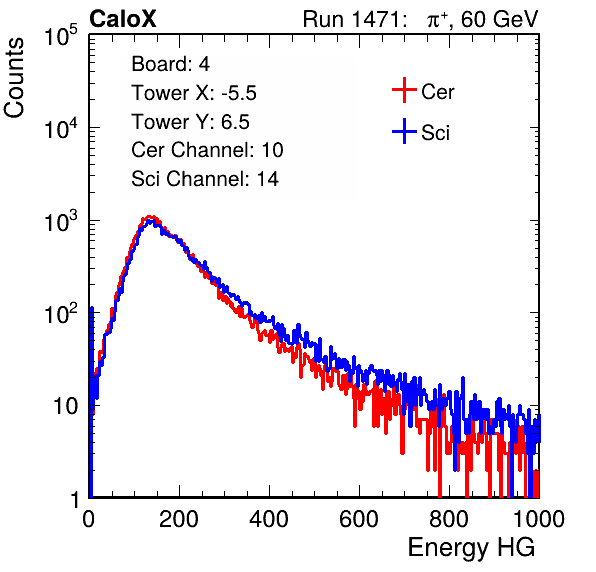 CaloX Run 1471: π⁺, 60 GeV
Counts
10⁵
10⁴
10³
10²
10
1
Board: 4
Tower X: -5.5
Tower Y: 6.5
Cer Channel: 10
Sci Channel: 14
Cer
Sci
0 200 400 600 800 1000
Energy HG